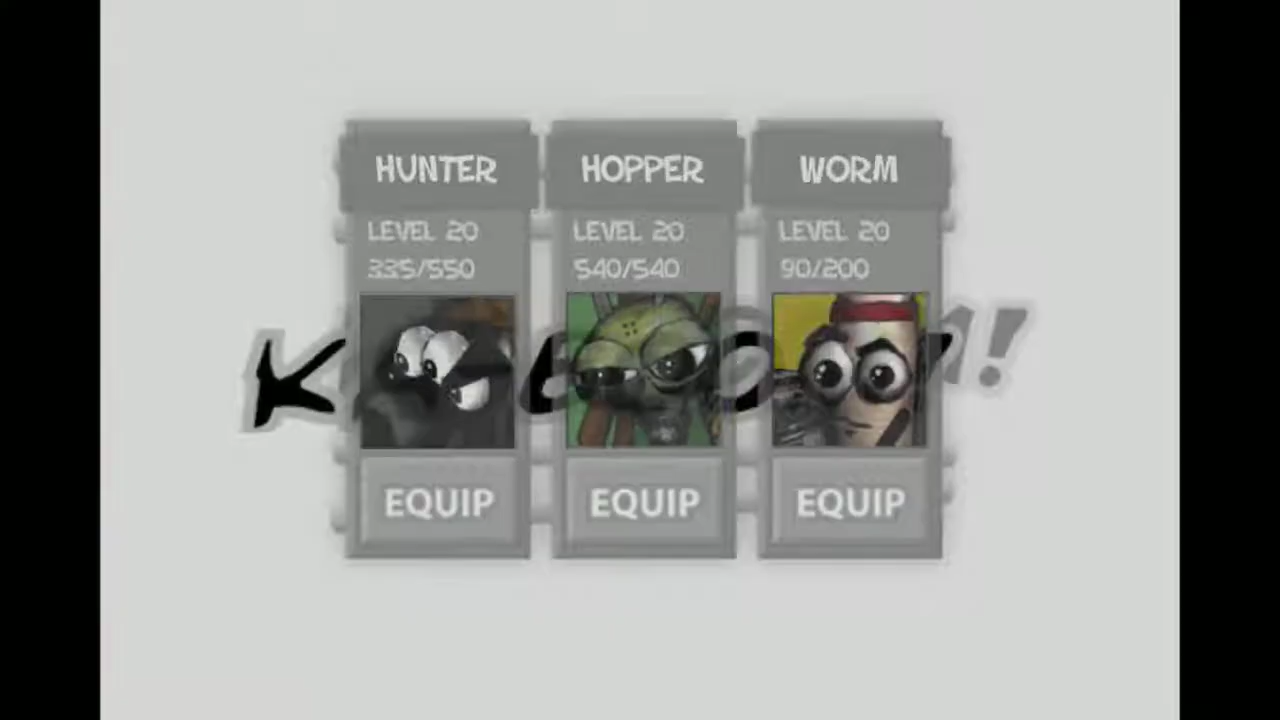 HUNTER
LEVEL 20
335/550
EQUIP
HOPPER
LEVEL 20
540/540
EQUIP
WORM
LEVEL 20
90/200
EQUIP